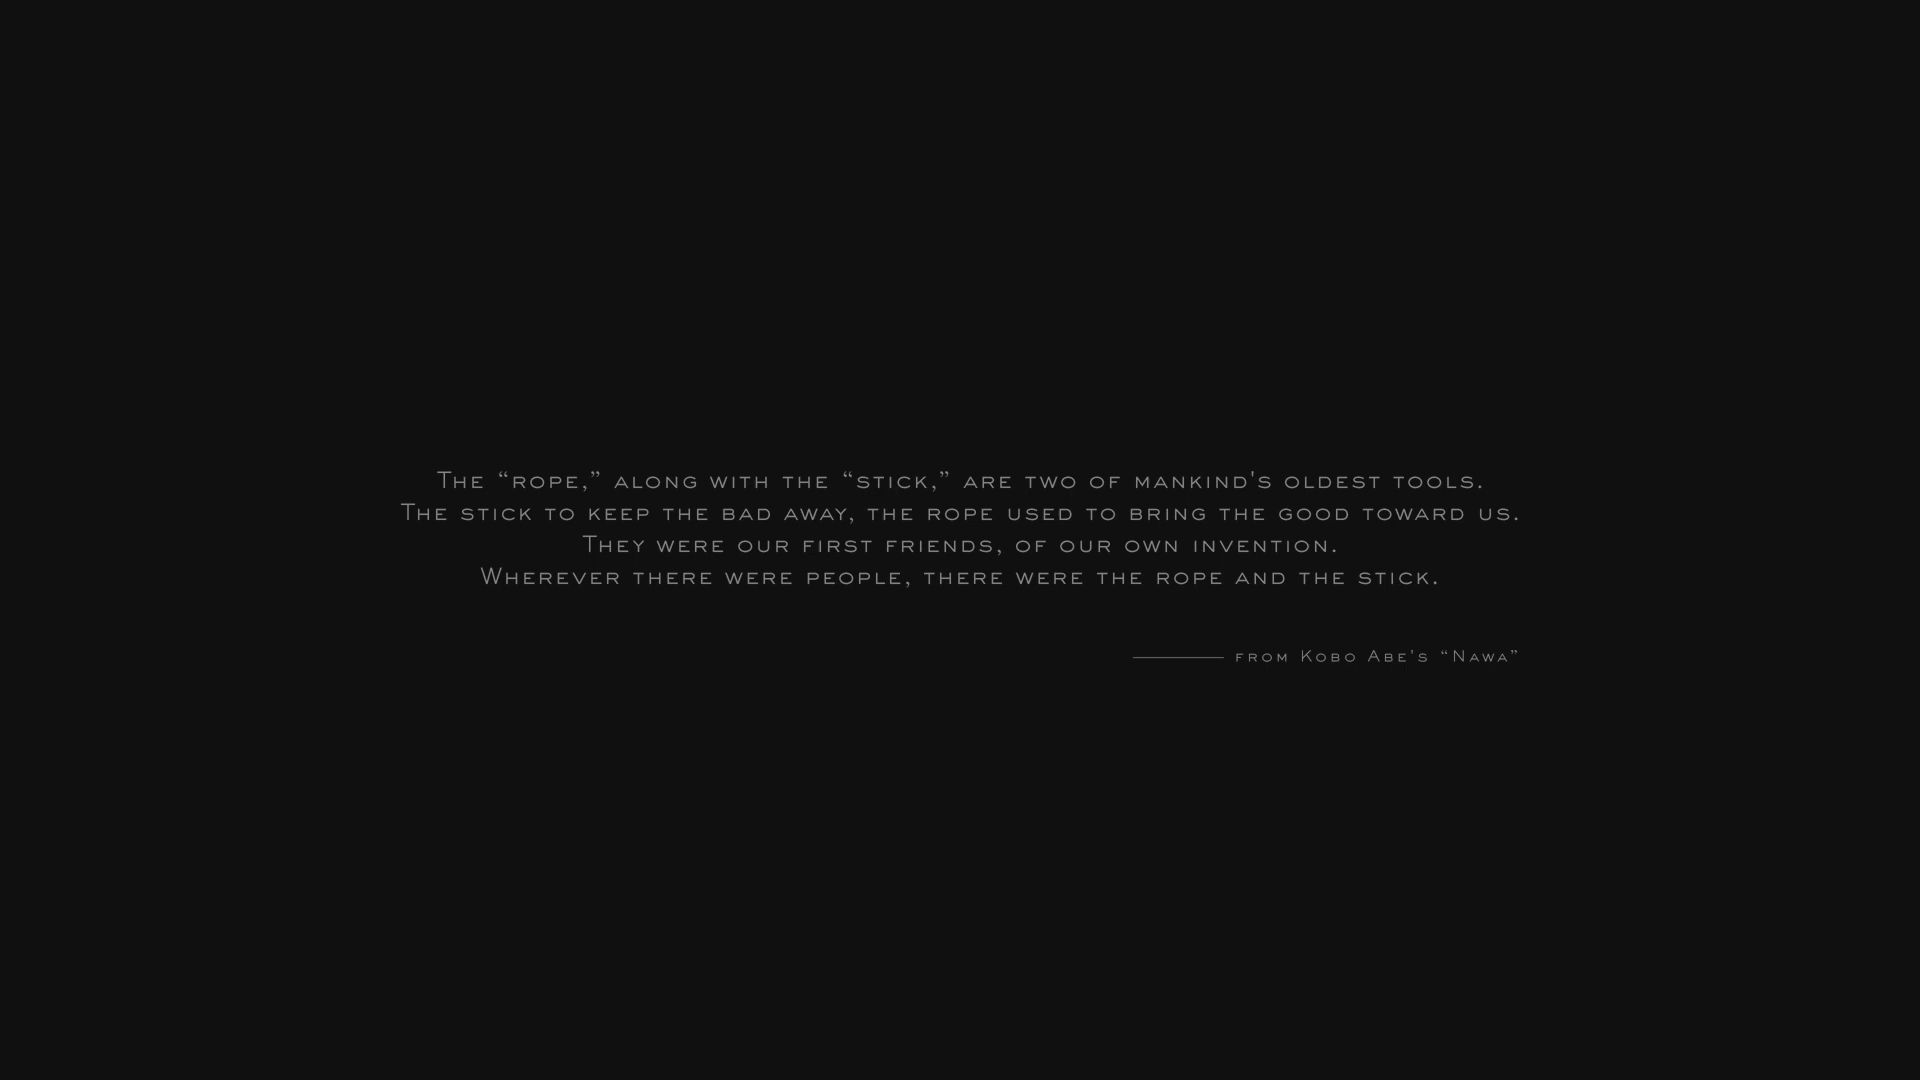 The “rope,” along with the “stick,” are two of mankind's oldest tools.
The stick to keep the bad away, the rope used to bring the good toward us.
They were our first friends, of our own invention.
Wherever there were people, there were the rope and the stick.
from Kobo Abe's “Nawa”